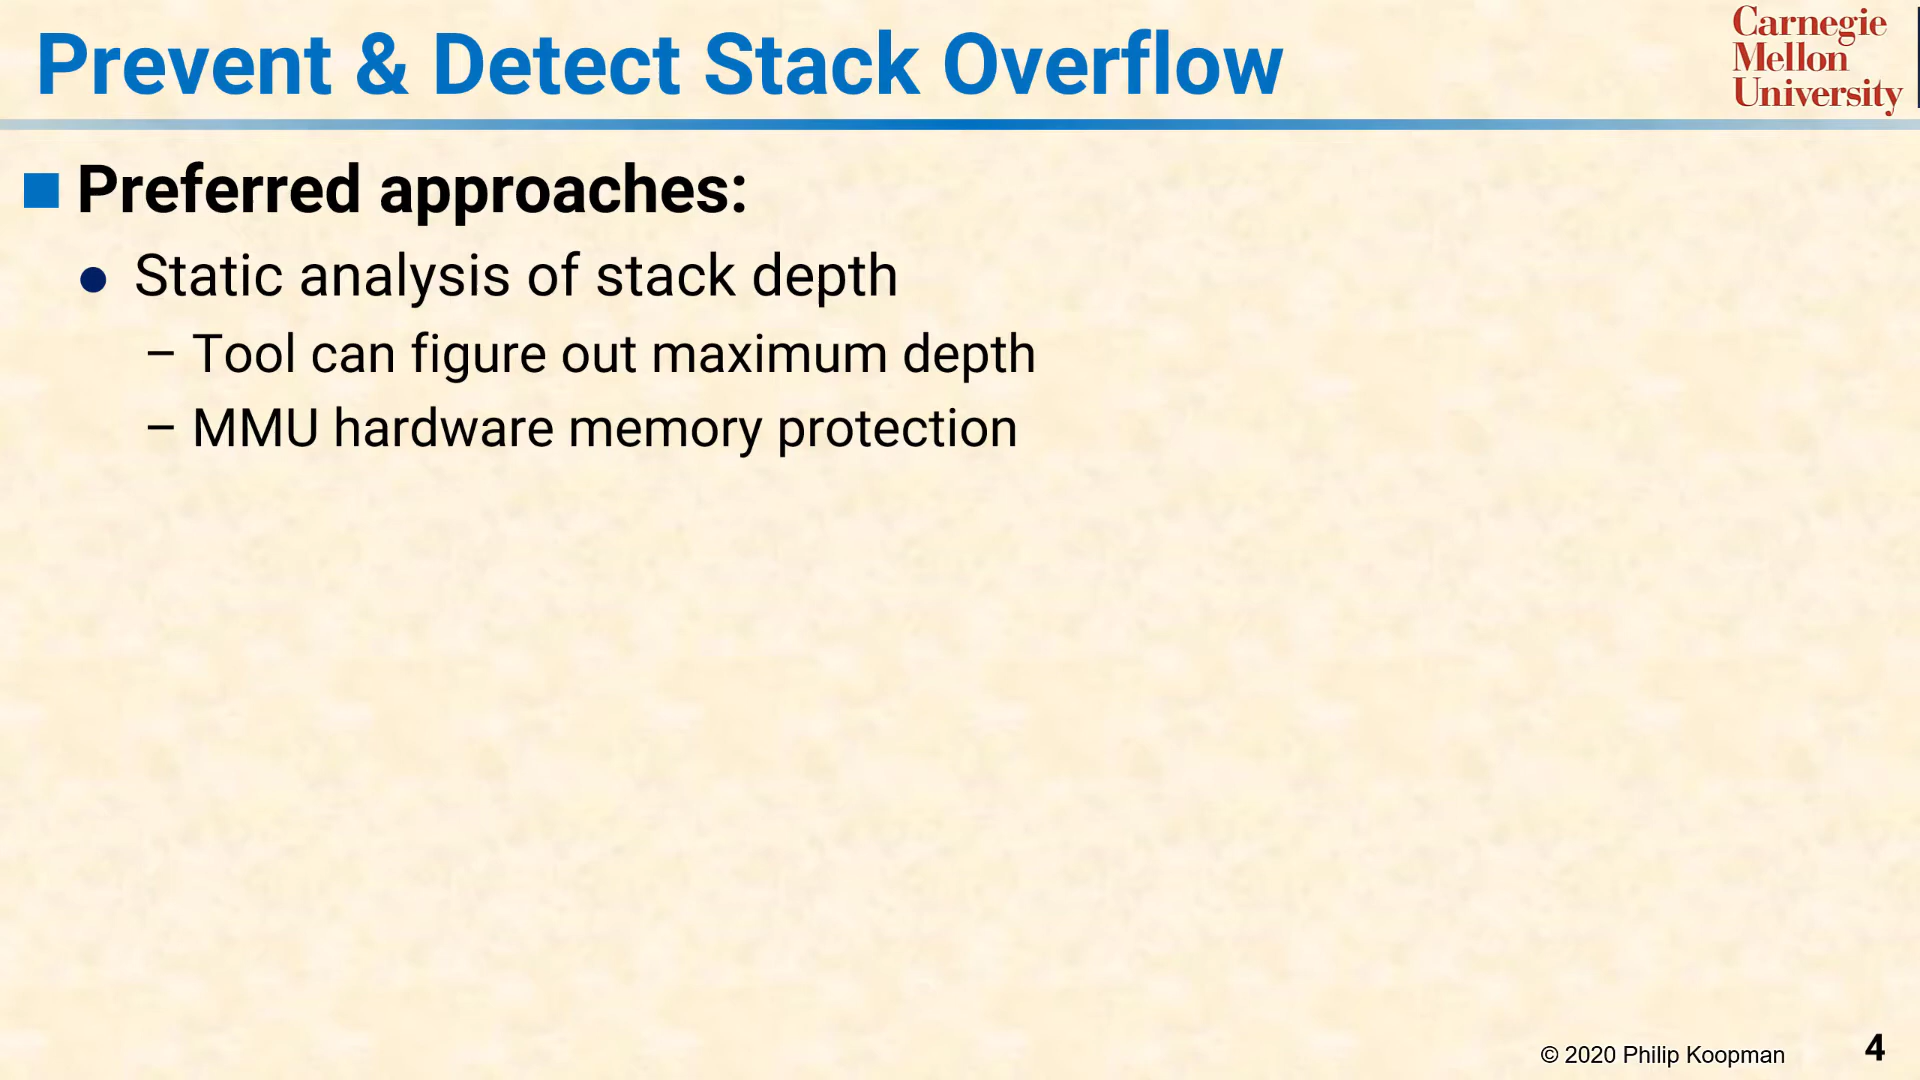 Prevent & Detect Stack Overflow
Carnegie
Mellon
University
Preferred approaches:
Static analysis of stack depth
– Tool can figure out maximum depth
– MMU hardware memory protection
© 2020 Philip Koopman
4